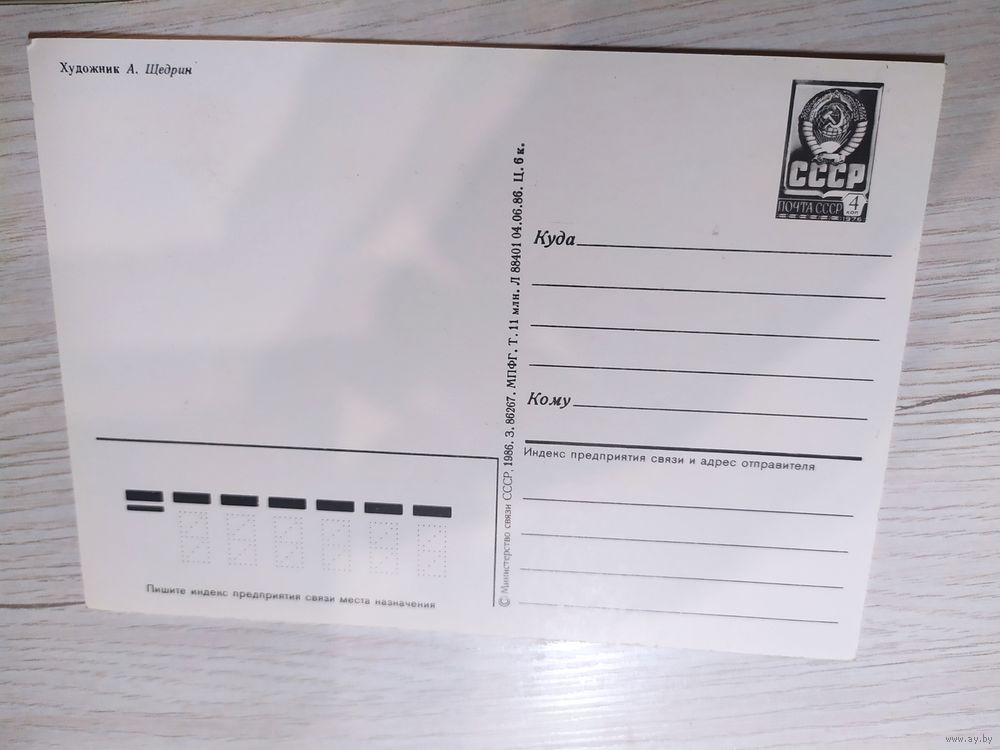 Художник А. Щедрин
СССР
ПОЧТА СССР 4
КОП
1976
Куда
Кому
Индекс предприятия связи и адрес отправителя
© Министерство связи СССР, 1986. З. 86267. МПФГ. Т. 11 млн. Л 88401 04.06.86. Ц. 6 к.
Пишите индекс предприятия связи места назначения
www.ay.by